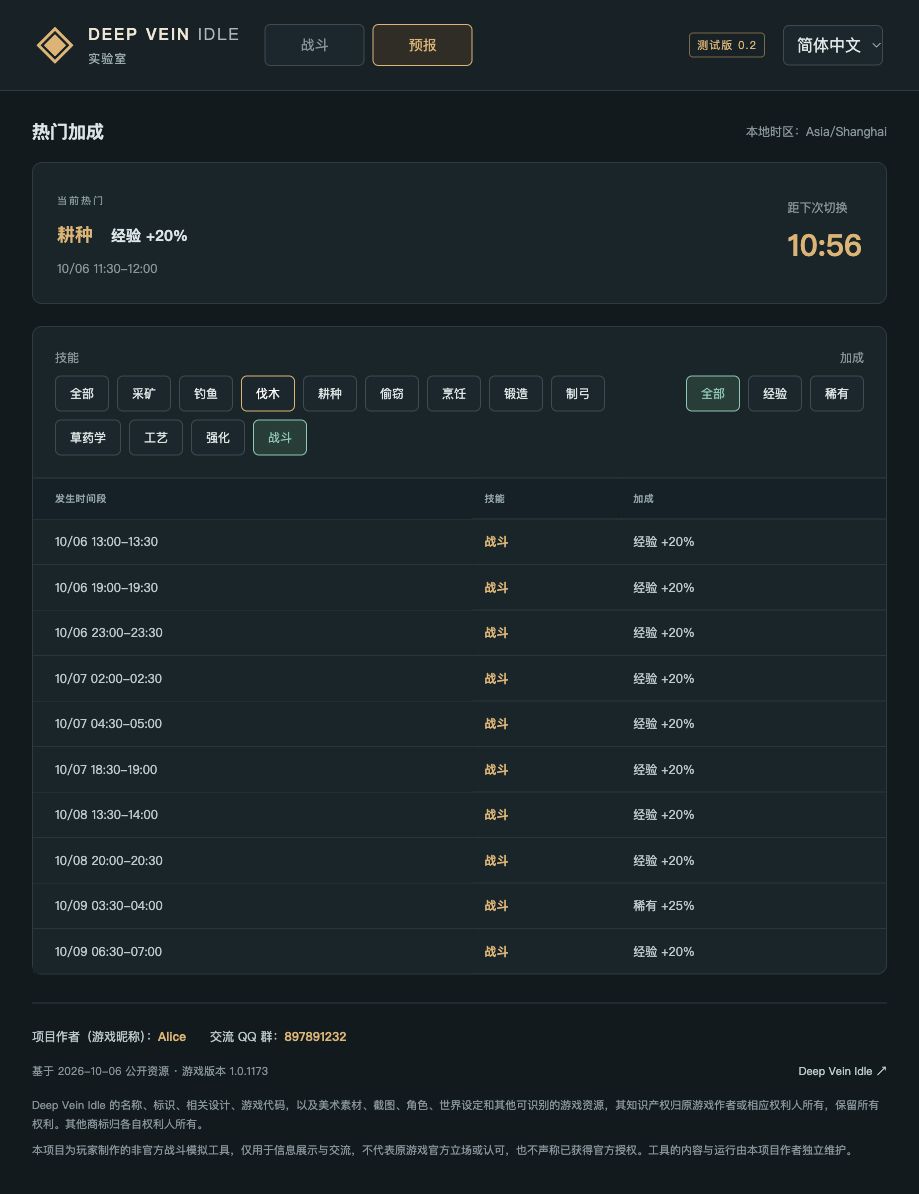 DEEP VEIN IDLE
实验室
战斗
预报
测试版 0.2
简体中文
热门加成
本地时区：Asia/Shanghai
当前热门
耕种 经验 +20%
10/06 11:30–12:00
距下次切换
10:56
技能
加成
全部 采矿 钓鱼 伐木 耕种 偷窃 烹饪 锻造 制弓
全部 经验 稀有
草药学 工艺 强化 战斗
发生时间段 技能 加成
10/06 13:00–13:30 战斗 经验 +20%
10/06 19:00–19:30 战斗 经验 +20%
10/06 23:00–23:30 战斗 经验 +20%
10/07 02:00–02:30 战斗 经验 +20%
10/07 04:30–05:00 战斗 经验 +20%
10/07 18:30–19:00 战斗 经验 +20%
10/08 13:30–14:00 战斗 经验 +20%
10/08 20:00–20:30 战斗 经验 +20%
10/09 03:30–04:00 战斗 稀有 +25%
10/09 06:30–07:00 战斗 经验 +20%
项目作者（游戏昵称）：Alice 交流 QQ 群：897891232
基于 2026-10-06 公开资源 · 游戏版本 1.0.1173
Deep Vein Idle ↗
Deep Vein Idle 的名称、标识、相关设计、游戏代码，以及美术素材、截图、角色、世界设定和其他可识别的游戏资源，其知识产权归原游戏作者或相应权利人所有，保留所有
权利。其他商标归各自权利人所有。
本项目为玩家制作的非官方战斗模拟工具，仅用于信息展示与交流，不代表原游戏官方立场或认可，也不声称已获得官方授权。工具的内容与运行由本项目作者独立维护。